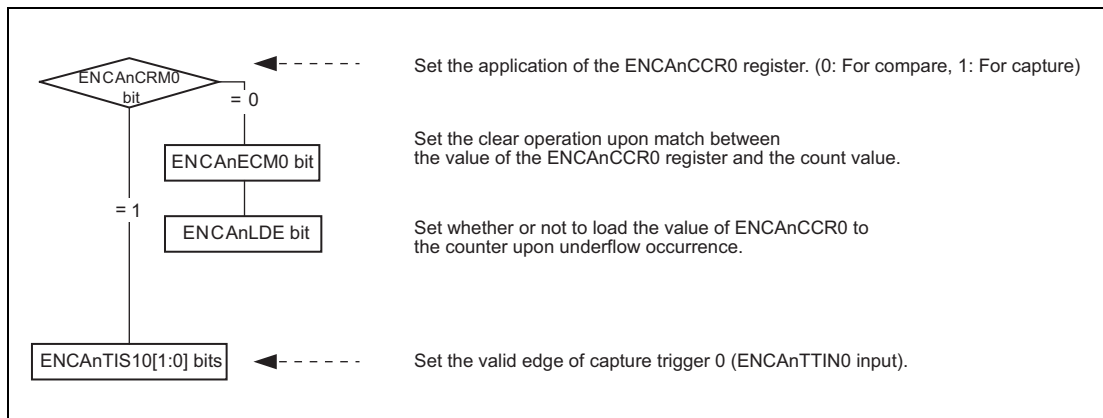 ENCAnCRM0
bit
Set the application of the ENCAnCCR0 register. (0: For compare, 1: For capture)
= 0
ENCAnECM0 bit
Set the clear operation upon match between
the value of the ENCAnCCR0 register and the count value.
= 1
ENCAnLDE bit
Set whether or not to load the value of ENCAnCCR0 to
the counter upon underflow occurrence.
ENCAnTIS10[1:0] bits
Set the valid edge of capture trigger 0 (ENCAnTTIN0 input).